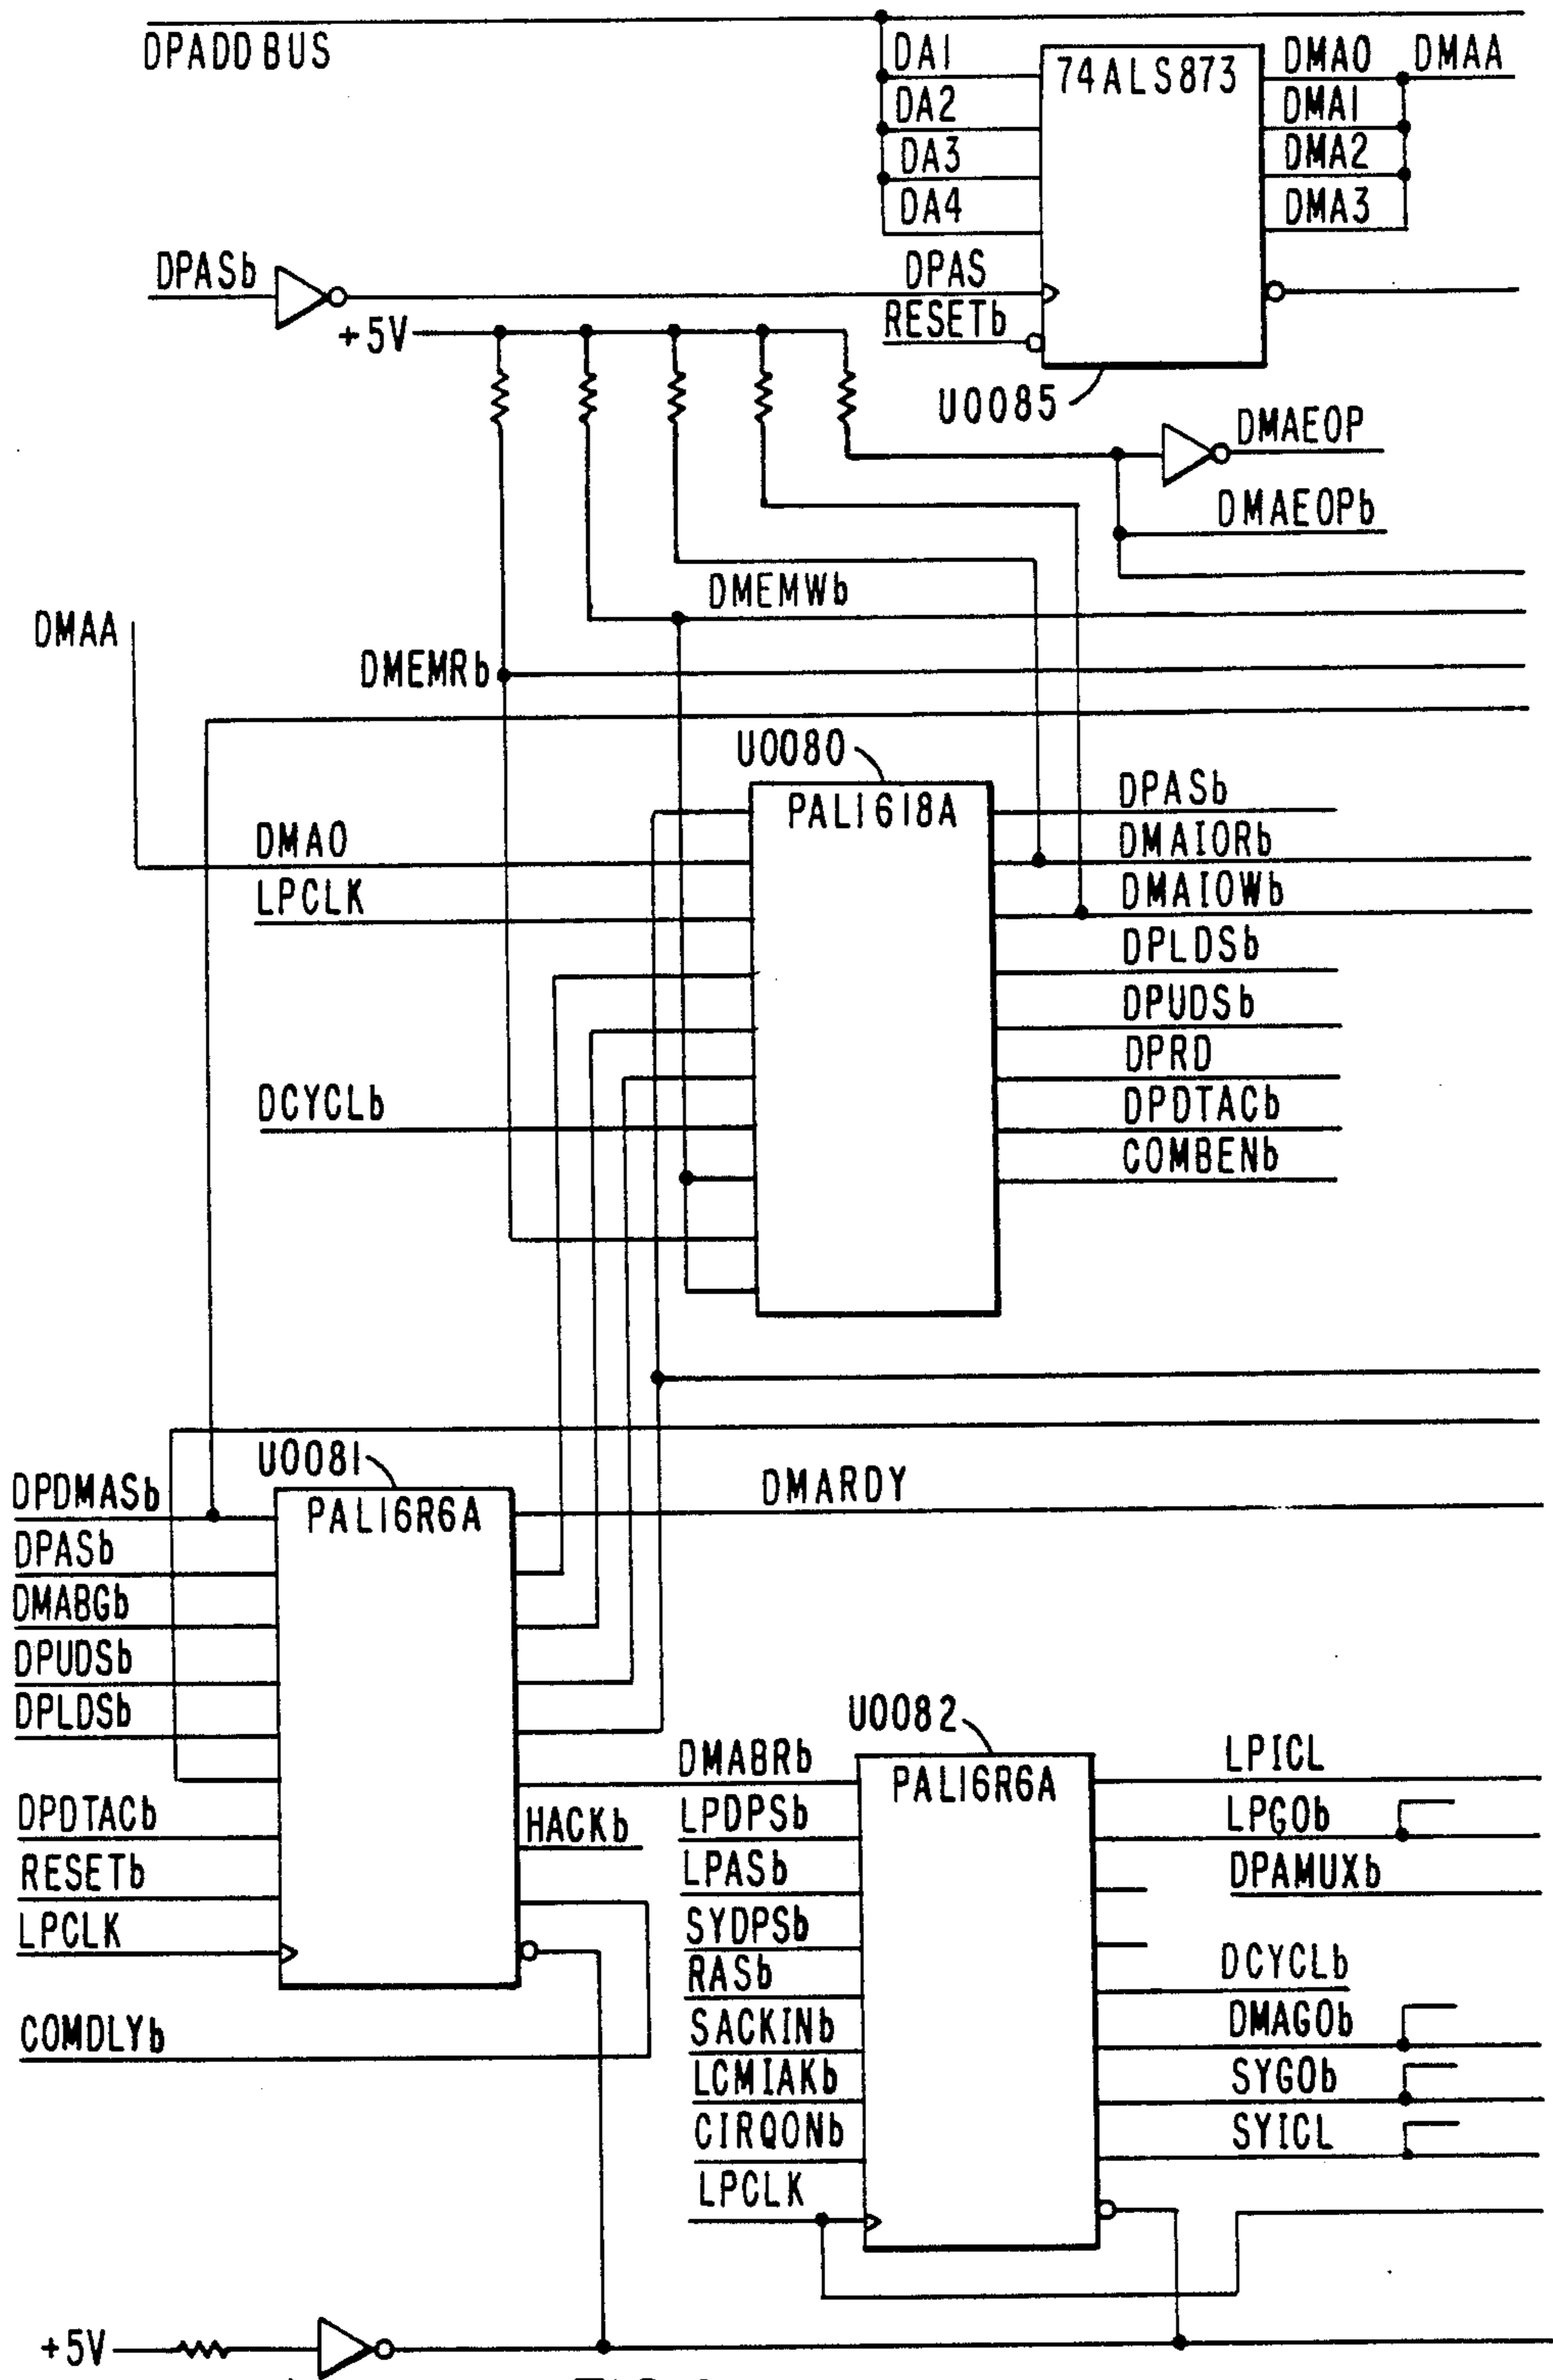 DPADDBUS
DA1
DA2
DA3
DA4
74ALS873
DMA0
DMA1
DMA2
DMA3
DMAA
DPASb
DPAS
RESETb
+5V
U0085
DMAEOP
DMAEOPb
DMEMWb
DMAA
DMEMRb
U0080
PAL16I8A
DMA0
LPCLK
DCYCLb
DPASb
DMAIORb
DMAIOWb
DPLDSb
DPUDSb
DPRD
DPDTACb
COMBENb
U0081
PAL16R6A
DPDMASb
DPASb
DMABGb
DPUDSb
DPLDSb
DPDTACb
RESETb
LPCLK
COMDLYb
DMARDY
HACKb
U0082
PAL16R6A
DMABRb
LPDPSb
LPASb
SYDPSb
RASb
SACKINb
LCMIAKb
CIRQONb
LPCLK
LPICL
LPGOb
DPAMUXb
DCYCLb
DMAGOb
SYGOb
SYICL
+5V